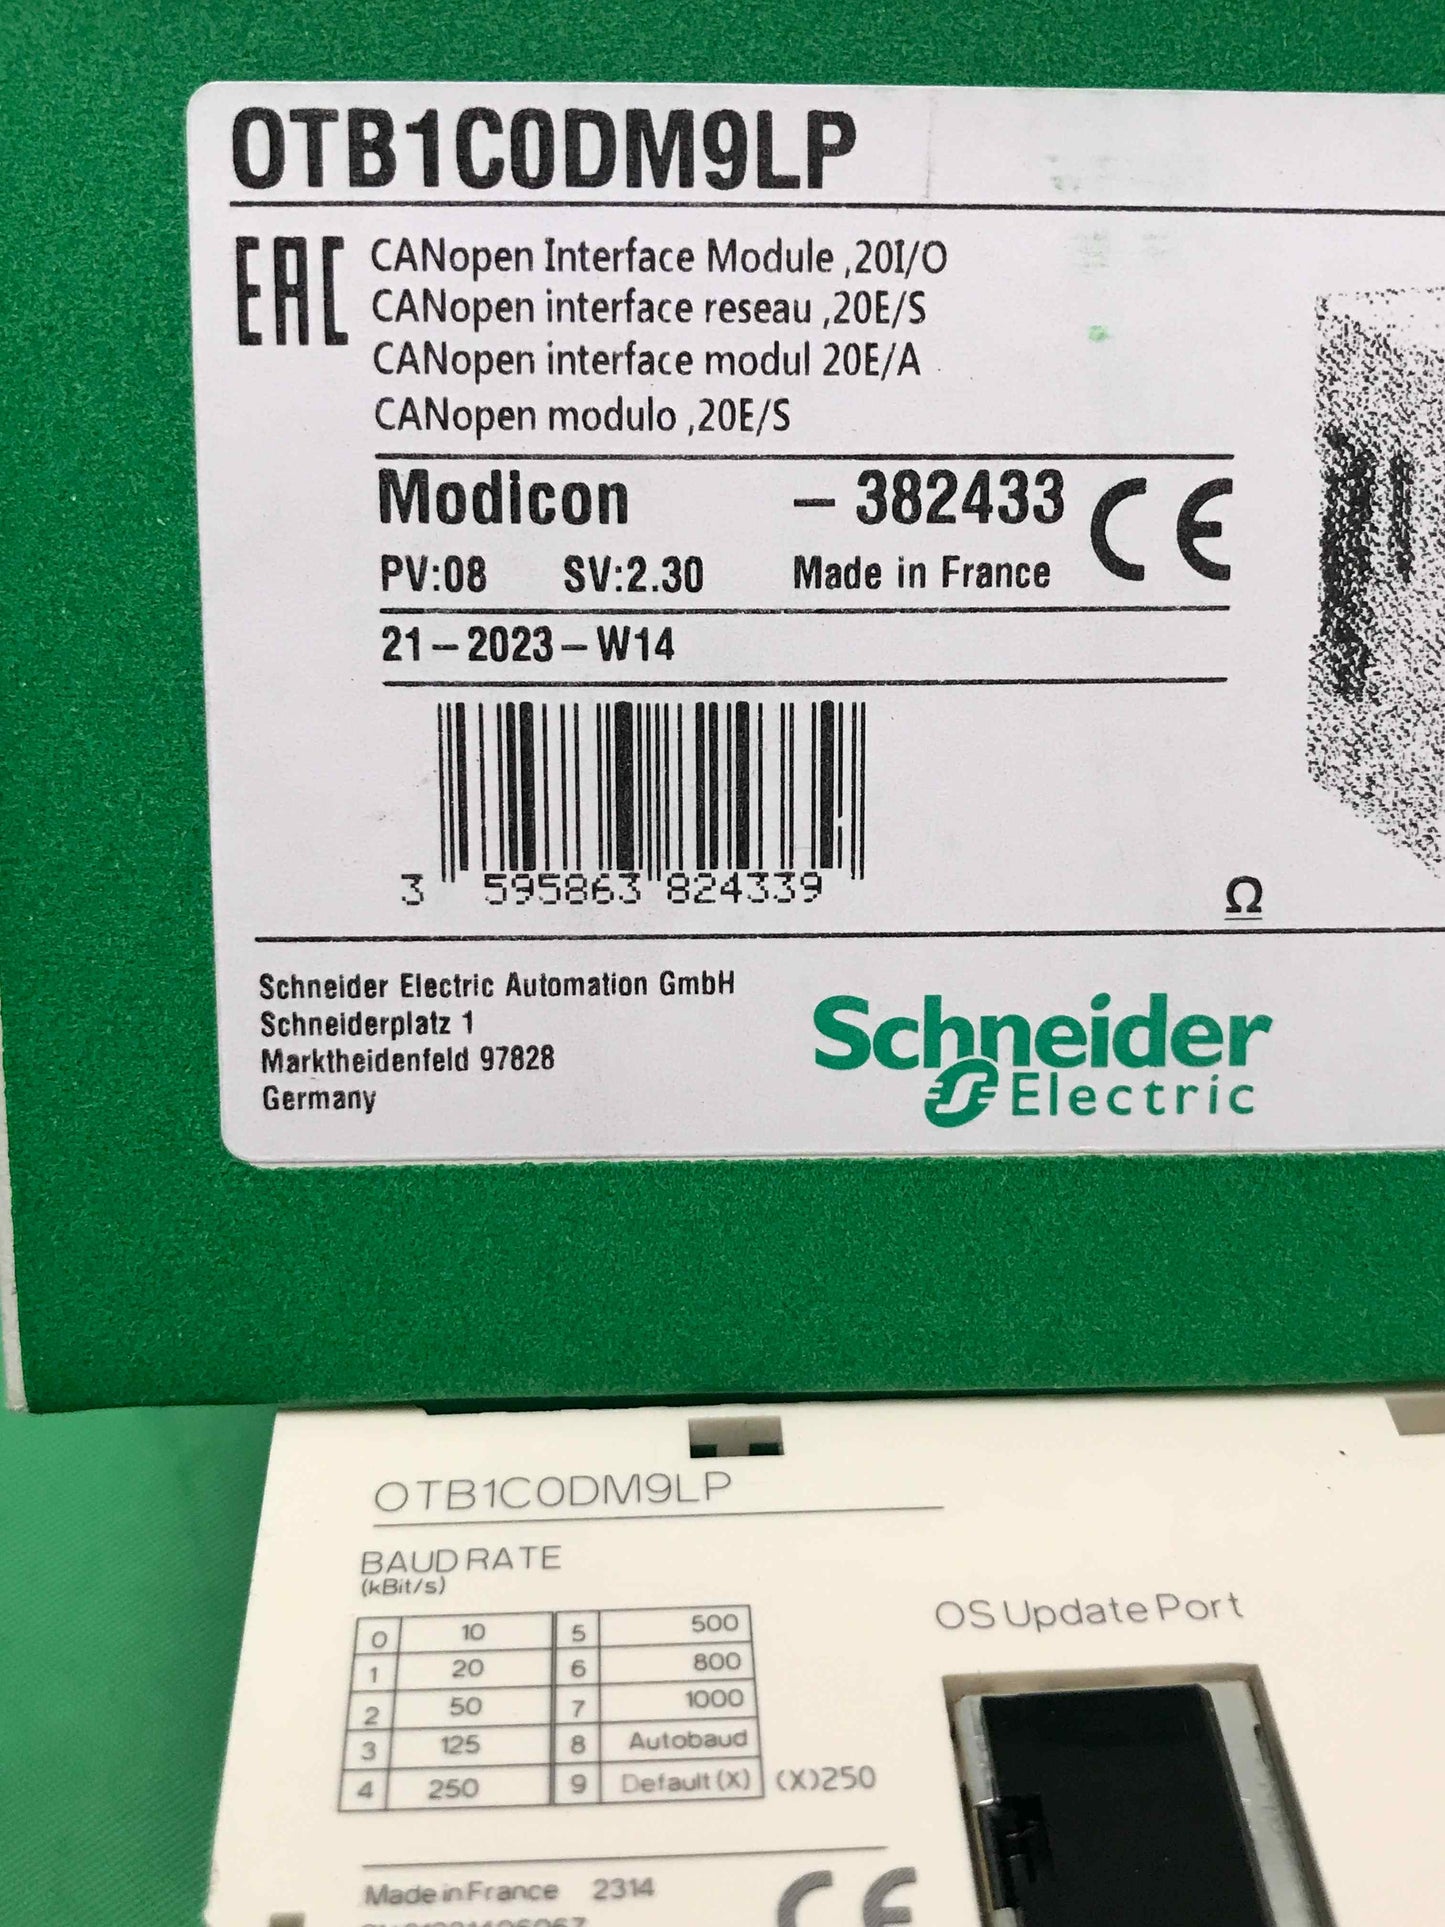 OTB1C0DM9LP
EAC
CANopen Interface Module ,20I/O
CANopen interface reseau ,20E/S
CANopen interface modul 20E/A
CANopen modulo ,20E/S
Modicon – 382433 CE
PV:08 SV:2.30 Made in France
21 – 2023 – W14
3 595863 824339
Ω
Schneider Electric Automation GmbH
Schneiderplatz 1
Marktheidenfeld 97828
Germany
Schneider
Electric
OTB1C0DM9LP
BAUD RATE
(kBit/s)
OS Update Port
0 10 5 500
1 20 6 800
2 50 7 1000
3 125 8 Autobaud
4 250 9 Default (X) (X)250
Made in France 2314 CE